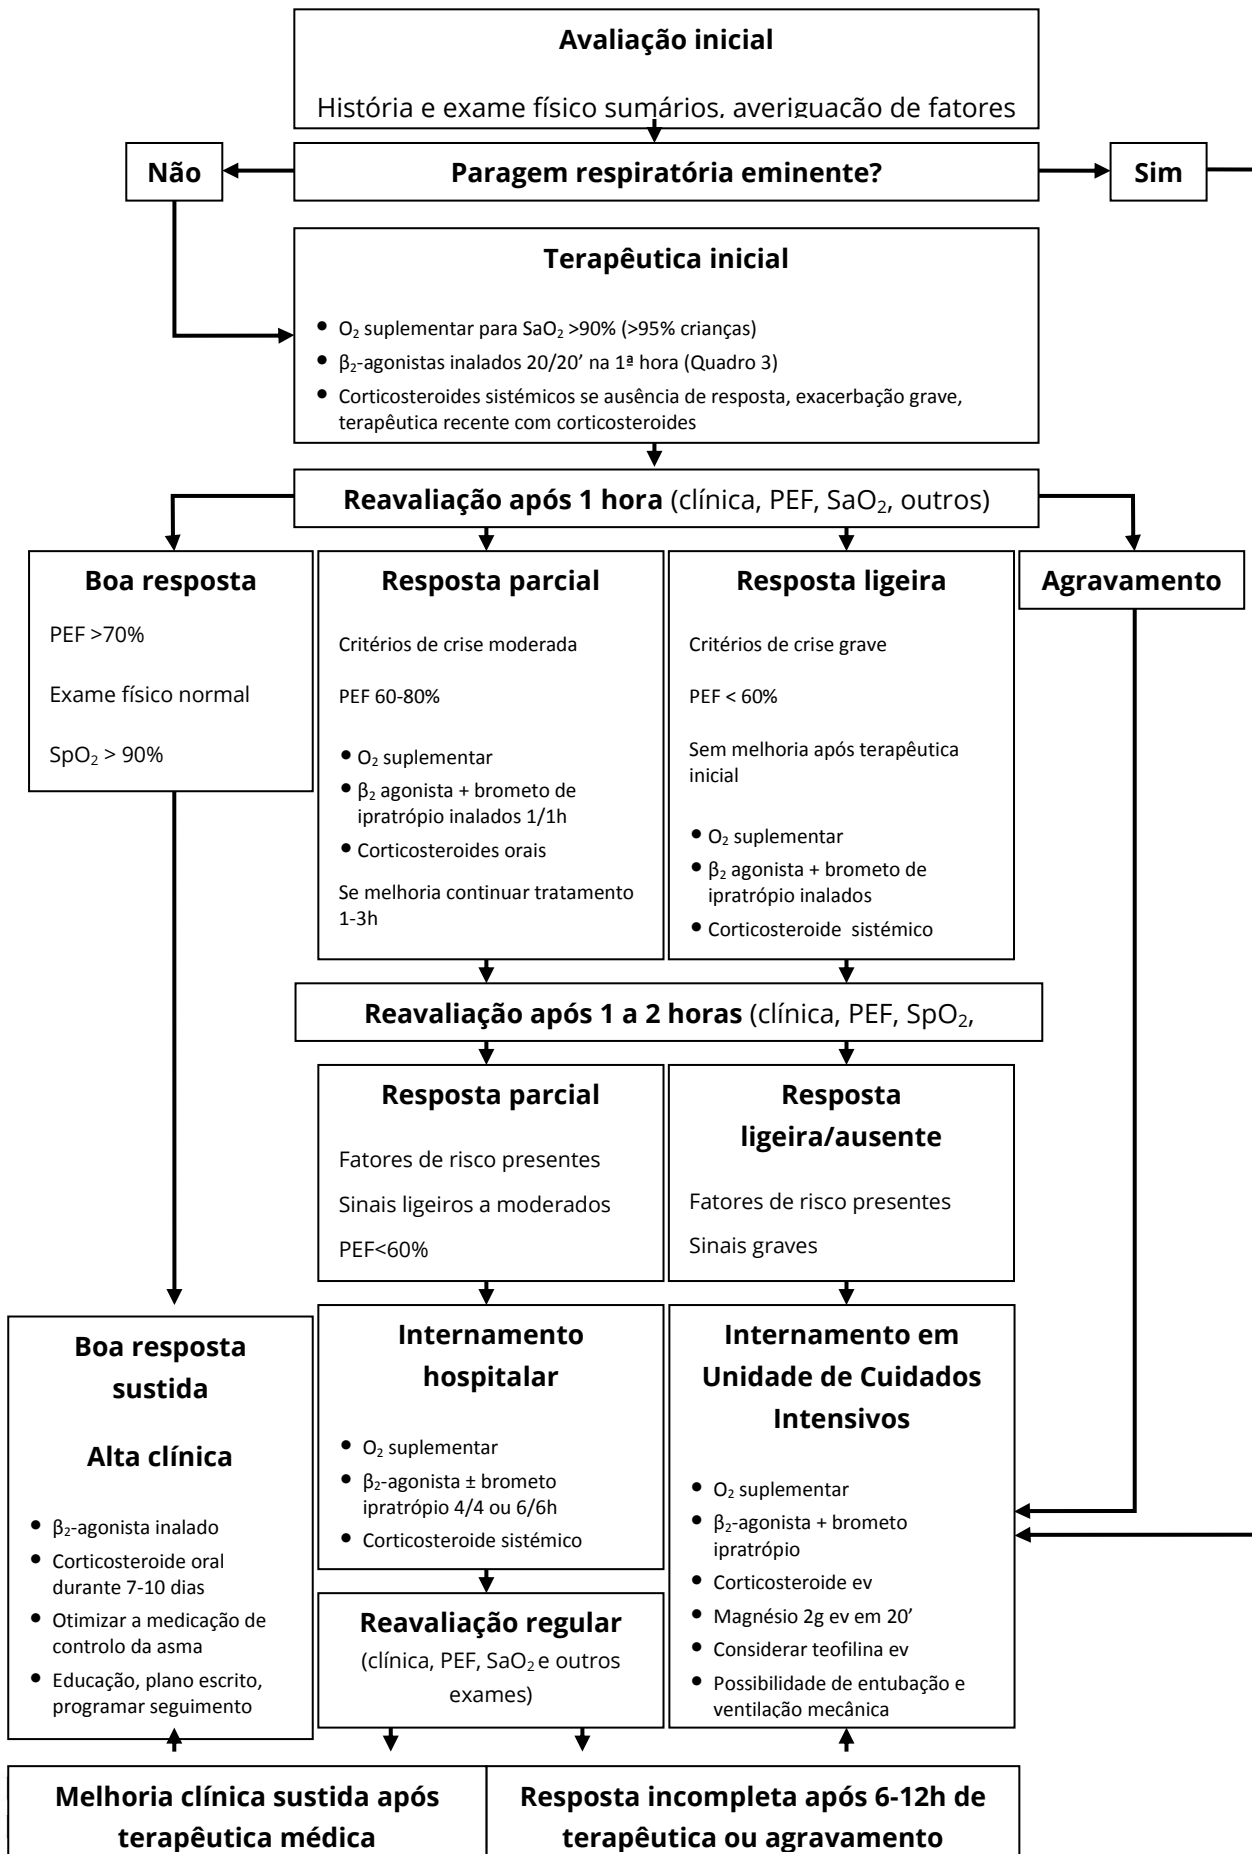 Avaliação inicial
História e exame físico sumários, averiguação de fatores
Não
Paragem respiratória eminente?
Sim
Terapêutica inicial
• O₂ suplementar para SaO₂ >90% (>95% crianças)
• β₂-agonistas inalados 20/20’ na 1ª hora (Quadro 3)
• Corticosteroides sistémicos se ausência de resposta, exacerbação grave,
terapêutica recente com corticosteroides
Reavaliação após 1 hora (clínica, PEF, SaO₂, outros)
Boa resposta
PEF >70%
Exame físico normal
SpO₂ > 90%
Resposta parcial
Critérios de crise moderada
PEF 60-80%
• O₂ suplementar
• β₂ agonista + brometo de
ipratrópio inalados 1/1h
• Corticosteroides orais
Se melhoria continuar tratamento
1-3h
Resposta ligeira
Critérios de crise grave
PEF < 60%
Sem melhoria após terapêutica
inicial
• O₂ suplementar
• β₂ agonista + brometo de
ipratrópio inalados
• Corticosteroide sistémico
Agravamento
Reavaliação após 1 a 2 horas (clínica, PEF, SpO₂,
Resposta parcial
Fatores de risco presentes
Sinais ligeiros a moderados
PEF<60%
Resposta
ligeira/ausente
Fatores de risco presentes
Sinais graves
Boa resposta
sustida
Alta clínica
• β₂-agonista inalado
• Corticosteroide oral
durante 7-10 dias
• Otimizar a medicação de
controlo da asma
• Educação, plano escrito,
programar seguimento
Internamento
hospitalar
• O₂ suplementar
• β₂-agonista ± brometo
ipratrópio 4/4 ou 6/6h
• Corticosteroide sistémico
Reavaliação regular
(clínica, PEF, SaO₂ e outros
exames)
Internamento em
Unidade de Cuidados
Intensivos
• O₂ suplementar
• β₂-agonista + brometo
ipratrópio
• Corticosteroide ev
• Magnésio 2g ev em 20’
• Considerar teofilina ev
• Possibilidade de entubação e
ventilação mecânica
Melhoria clínica sustida após
terapêutica médica
Resposta incompleta após 6-12h de
terapêutica ou agravamento